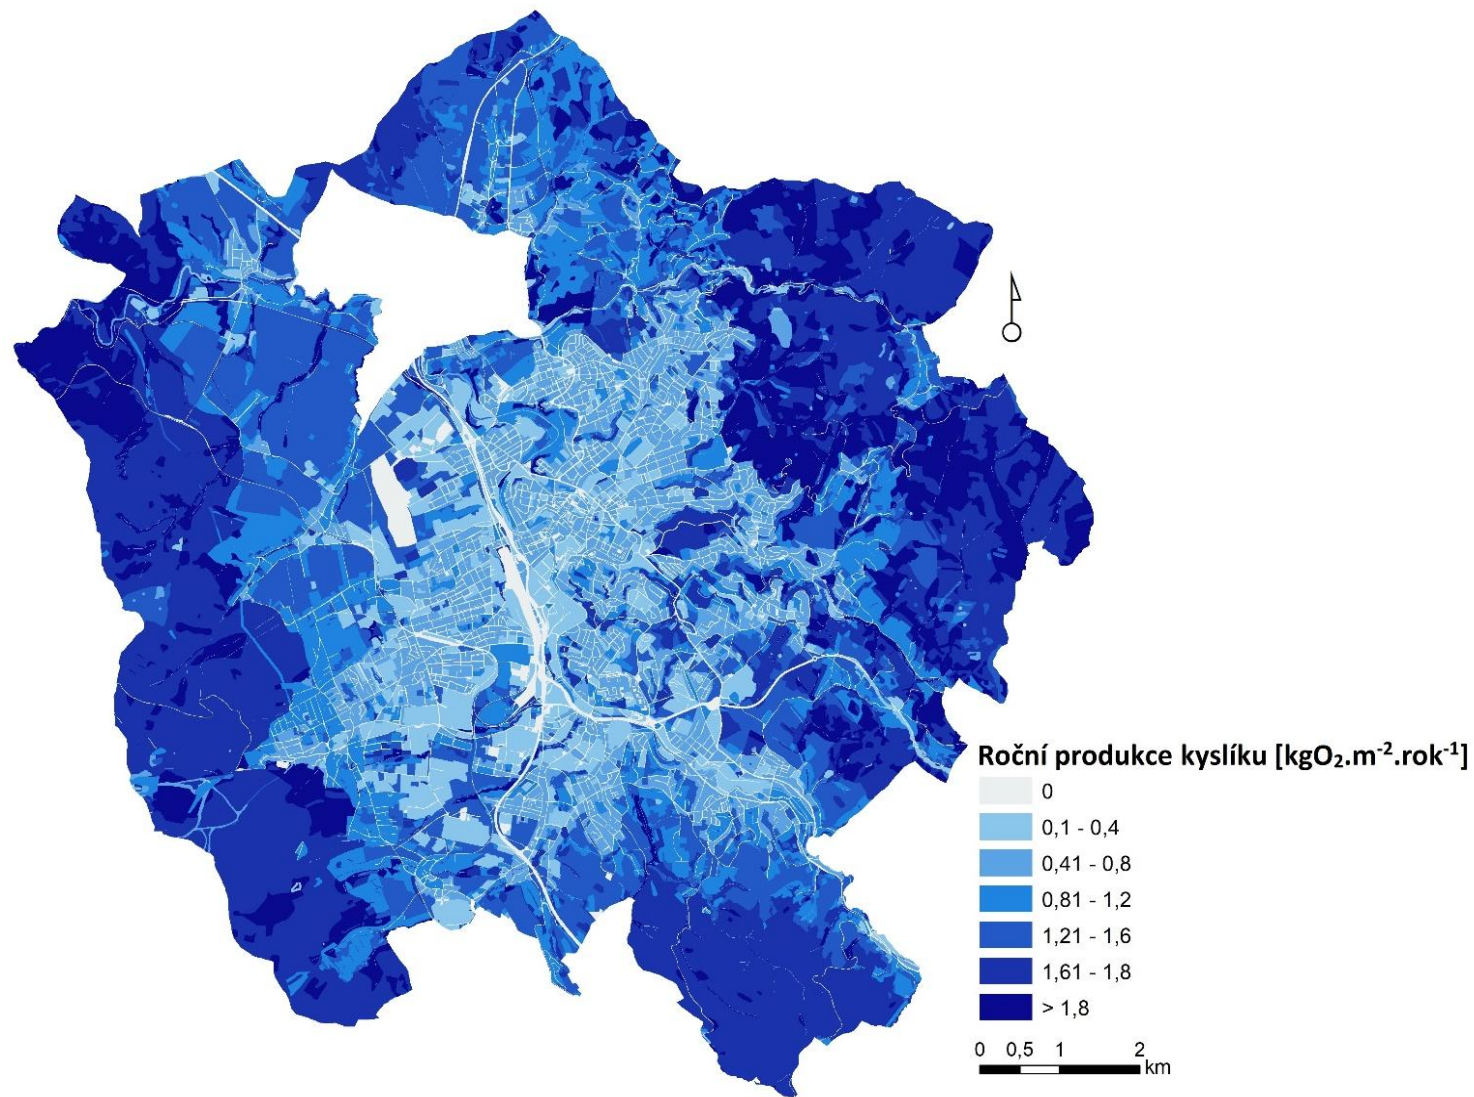 Roční produkce kyslíku [kgO₂.m⁻².rok⁻¹]
0
0,1 - 0,4
0,41 - 0,8
0,81 - 1,2
1,21 - 1,6
1,61 - 1,8
> 1,8
0 0,5 1 2
km